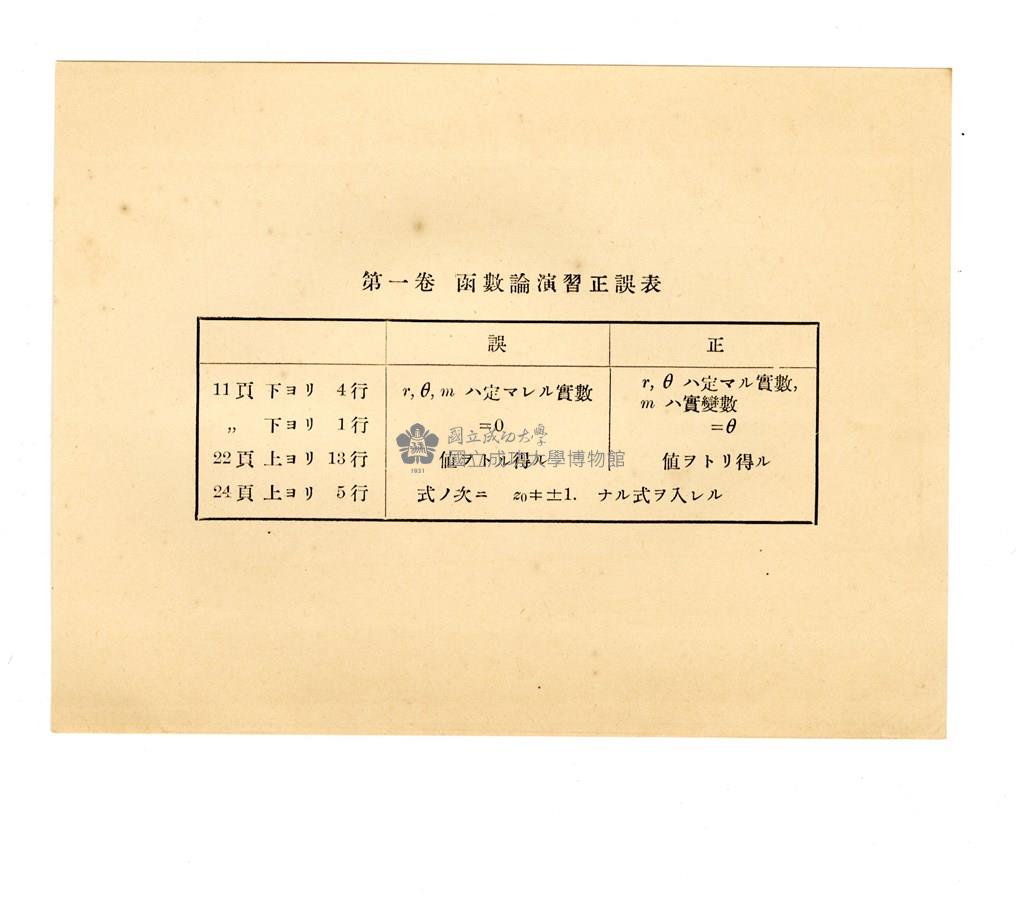 第一卷 函數論演習正誤表
誤 正
11頁 下ヨリ 4行 r, θ, m ハ定マレル實數 r, θ ハ定マル實數,
m ハ實變數
〃 下ヨリ 1行 =0 =θ
22頁 上ヨリ 13行 値ヲトル得ル 値ヲトリ得ル
24頁 上ヨリ 5行 式ノ次ニ z₀≠±1. ナル式ヲ入レル
國立成功大學
國立成功大學博物館
1931